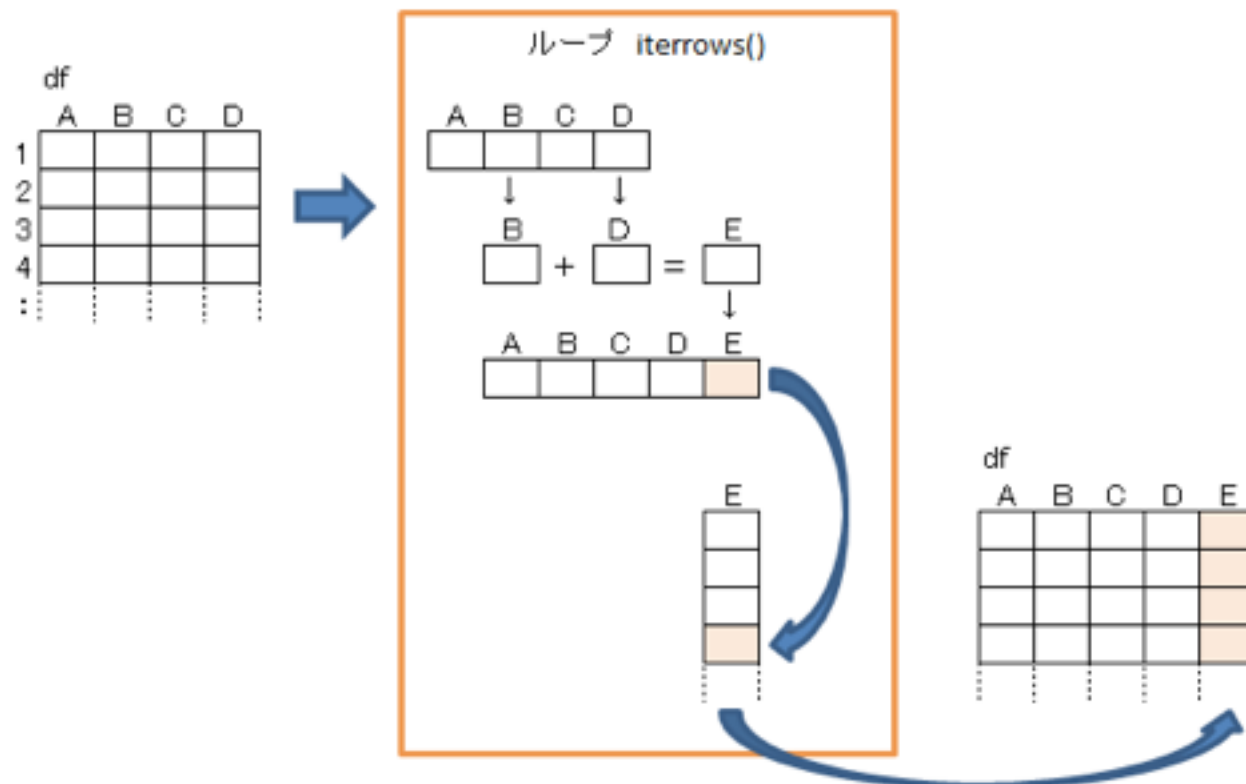 ループ iterrows()
df
A B C D
1
2
3
4
:
A B C D
↓ ↓
B D E
+ =
↓
A B C D E
E
df
A B C D E